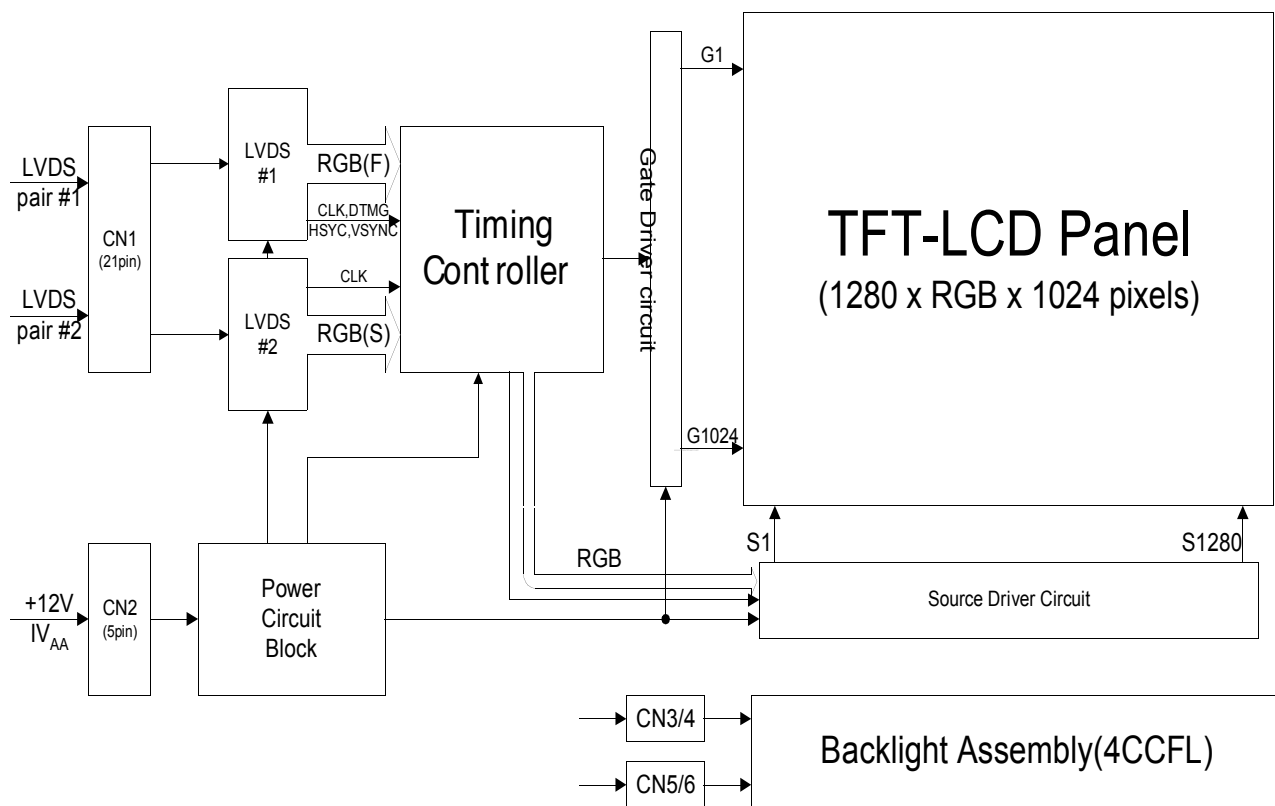 LVDS
pair #1
LVDS
pair #2
CN1
(21pin)
LVDS
#1
LVDS
#2
RGB(F)
CLK,DTMG
HSYC,VSYNC
CLK
RGB(S)
Timing
Controller
Gate Driver circuit
G1
G1024
TFT-LCD Panel
(1280 x RGB x 1024 pixels)
S1
S1280
RGB
Source Driver Circuit
+12V
IVAA
CN2
(5pin)
Power
Circuit
Block
CN3/4
CN5/6
Backlight Assembly(4CCFL)